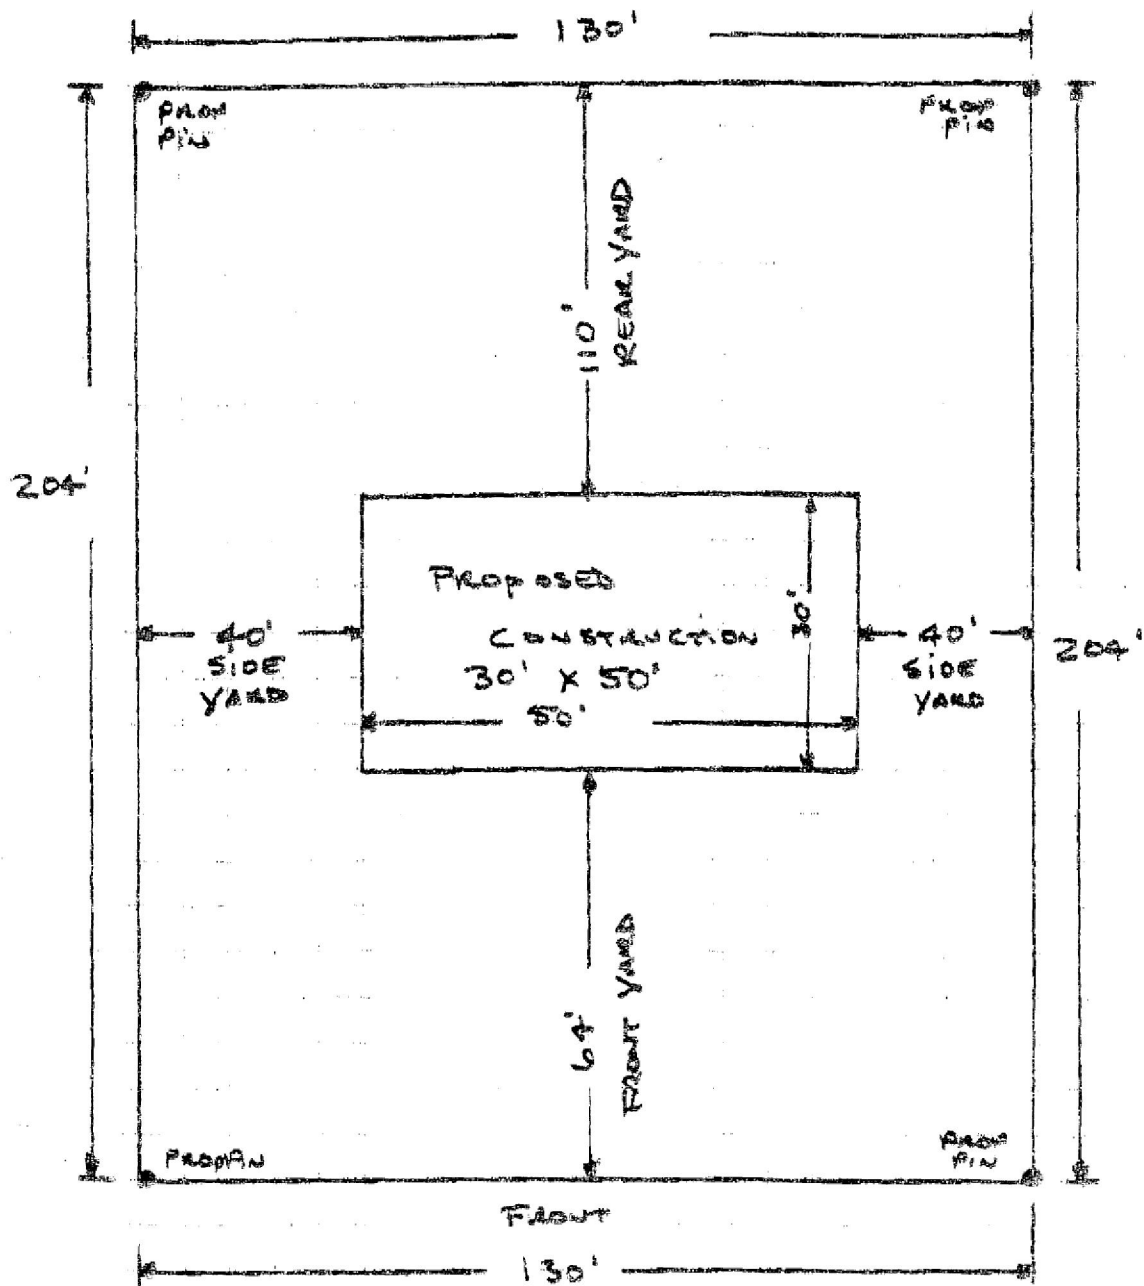 130'
PROP
PIN
PROP
PIN
110'
REAR YARD
204'
PROPOSED
CONSTRUCTION
30' X 50'
50'
30'
40'
SIDE
YARD
40'
SIDE
YARD
204'
64'
FRONT YARD
PROP PIN
PROP
PIN
FRONT
130'